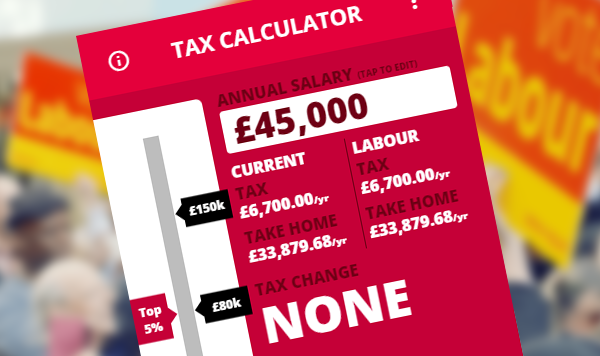 TAX CALCULATOR
ANNUAL SALARY (TAP TO EDIT)
£45,000
CURRENT
TAX
£6,700.00/yr
TAKE HOME
£33,879.68/yr
LABOUR
TAX
£6,700.00/yr
TAKE HOME
£33,879.68/yr
£150k
£80k
Top
5%
TAX CHANGE
NONE
vote
Labour
Labour